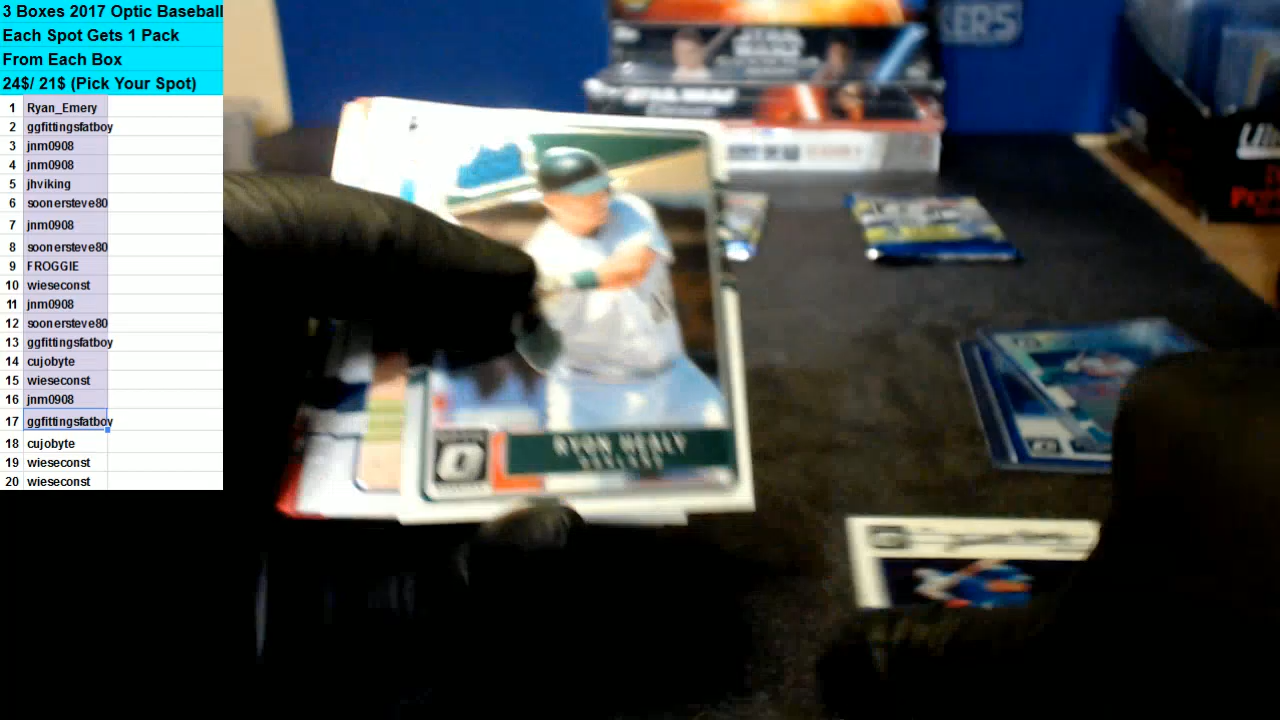 3 Boxes 2017 Optic Baseball
Each Spot Gets 1 Pack
From Each Box
24$/ 21$ (Pick Your Spot)
1 Ryan_Emery
2 ggfittingsfatboy
3 jnm0908
4 jnm0908
5 jhviking
6 soonersteve80
7 jnm0908
8 soonersteve80
9 FROGGIE
10 wieseconst
11 jnm0908
12 soonersteve80
13 ggfittingsfatboy
14 cujobyte
15 wieseconst
16 jnm0908
17 ggfittingsfatboy
18 cujobyte
19 wieseconst
20 wieseconst
KERS
STAR
WARS
RYON HEALY